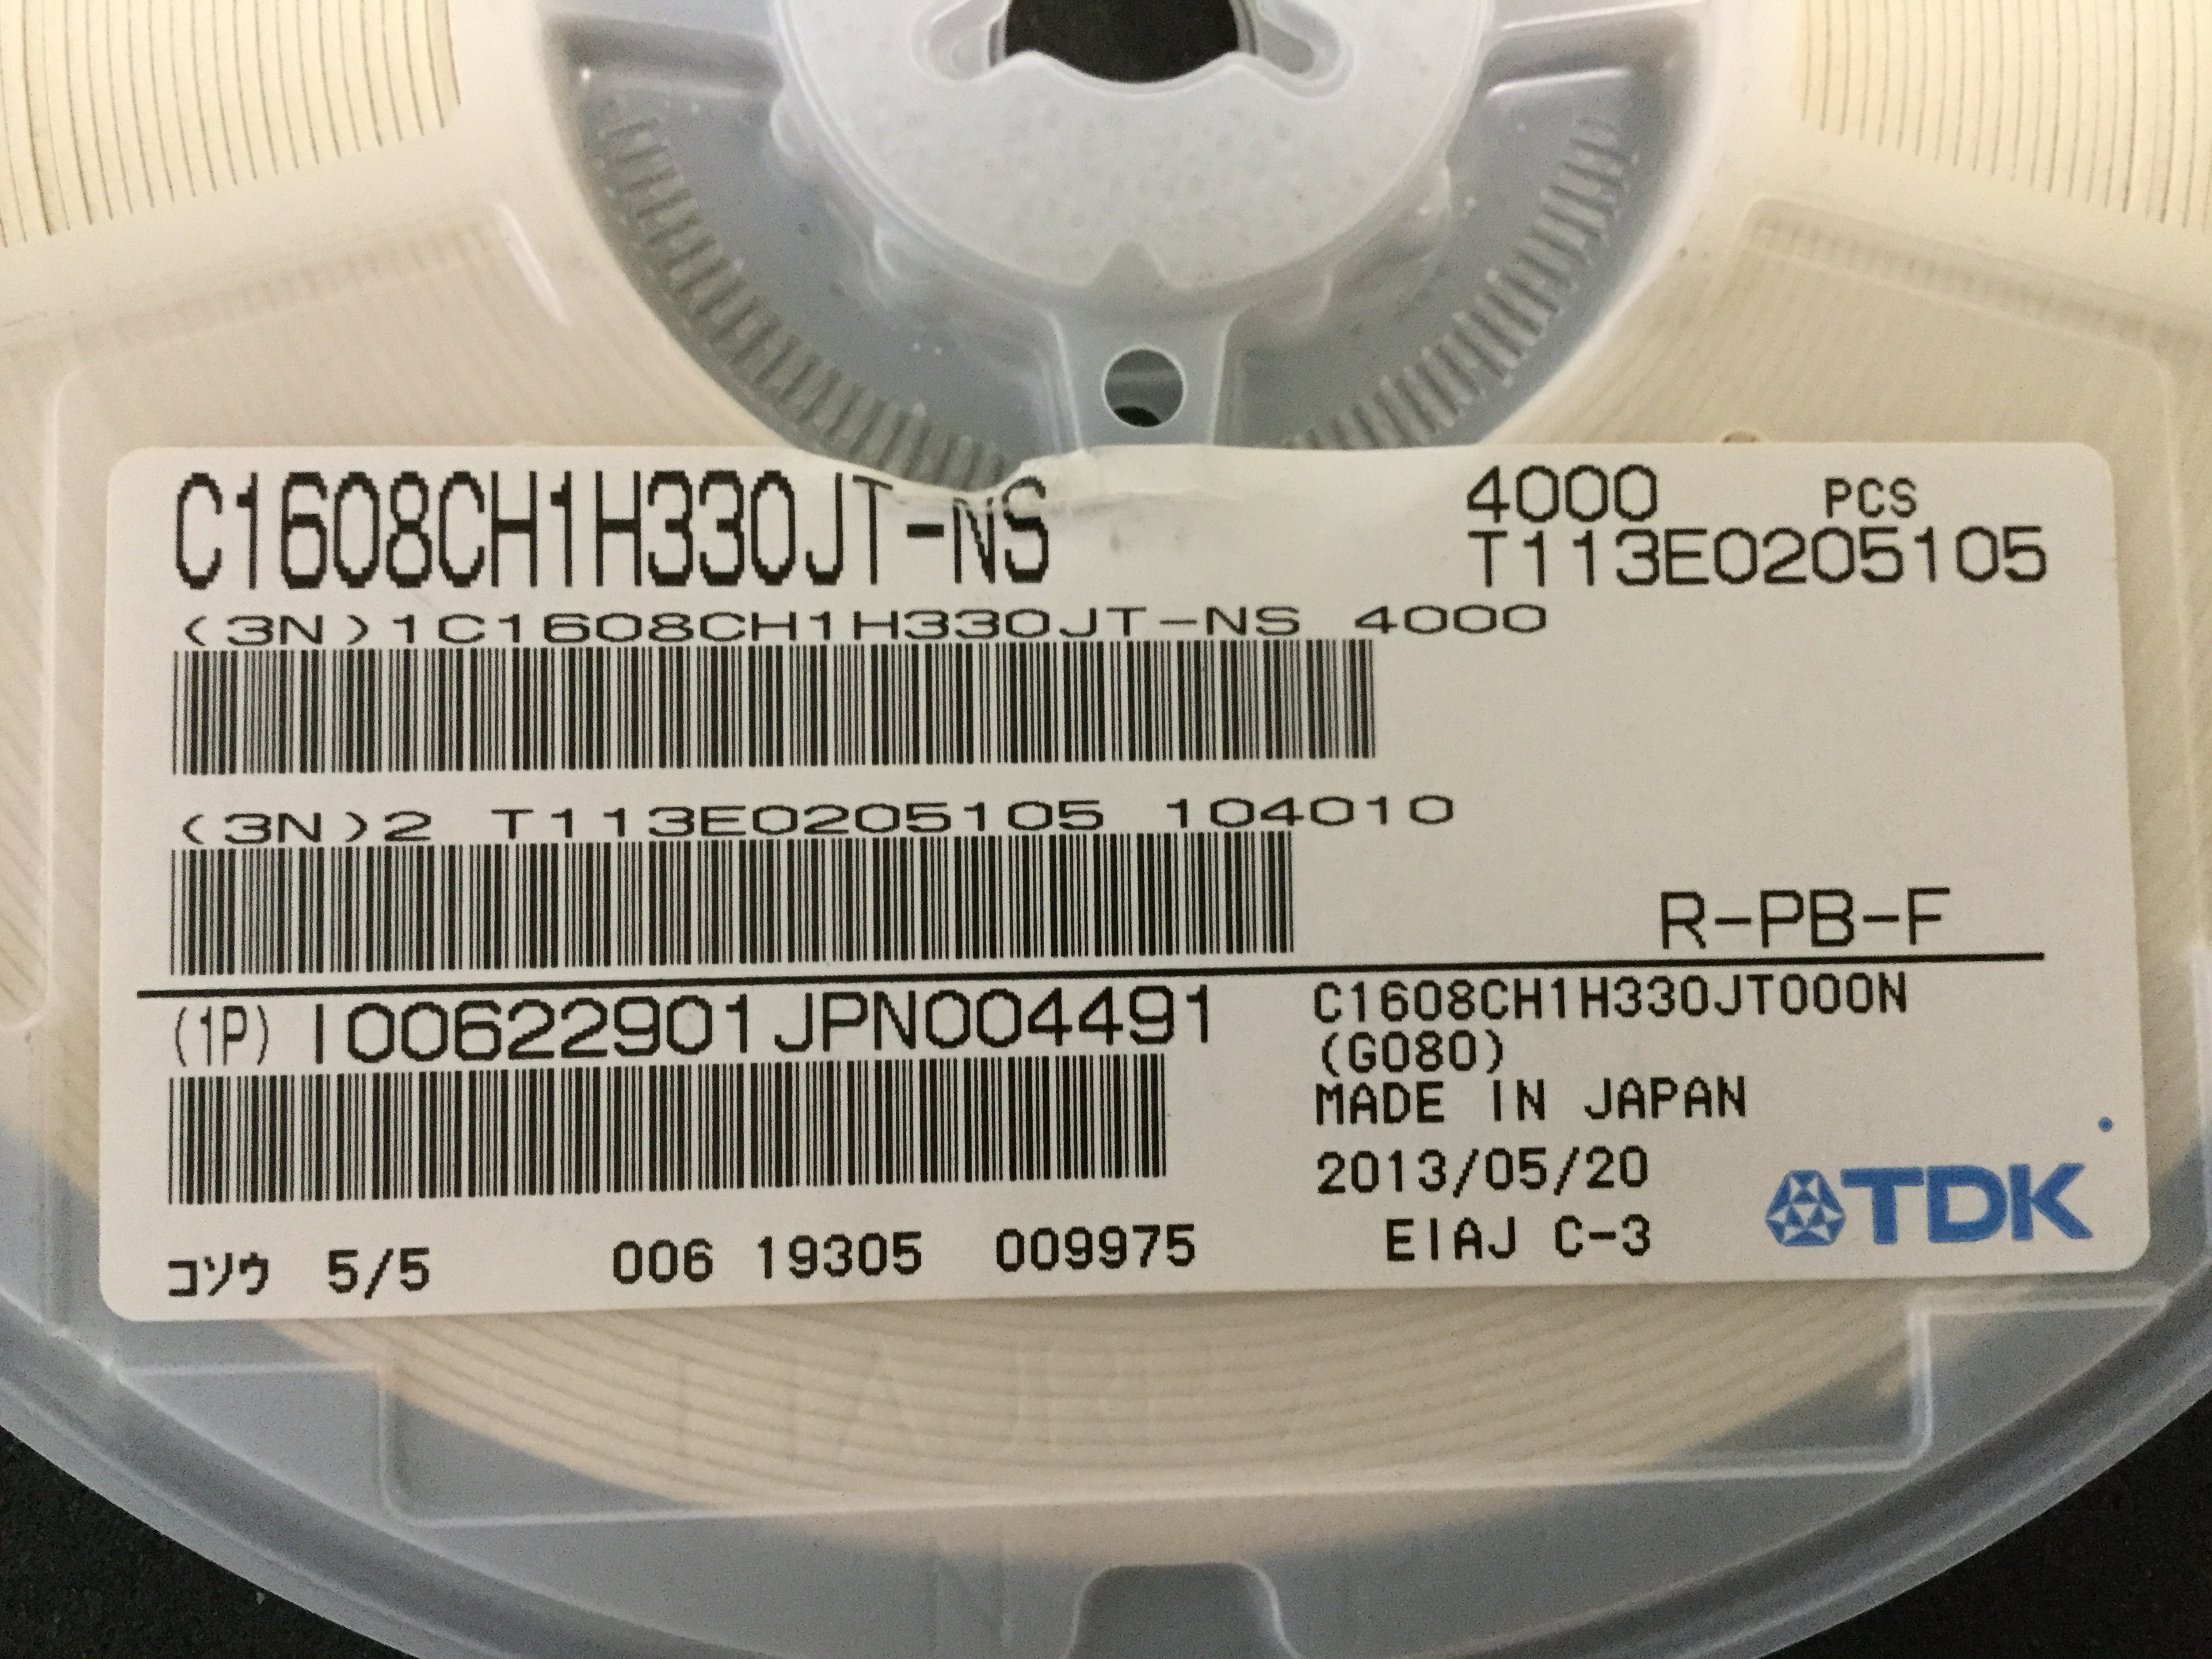 C1608CH1H330JT-NS
4000 PCS
T113E0205105
(3N)1C1608CH1H330JT-NS 4000
(3N)2 T113E0205105 104010
R-PB-F
(1P) I00622901JPN004491
C1608CH1H330JT000N
(G080)
MADE IN JAPAN
2013/05/20
EIAJ C-3
TDK
コソウ 5/5 006 19305 009975